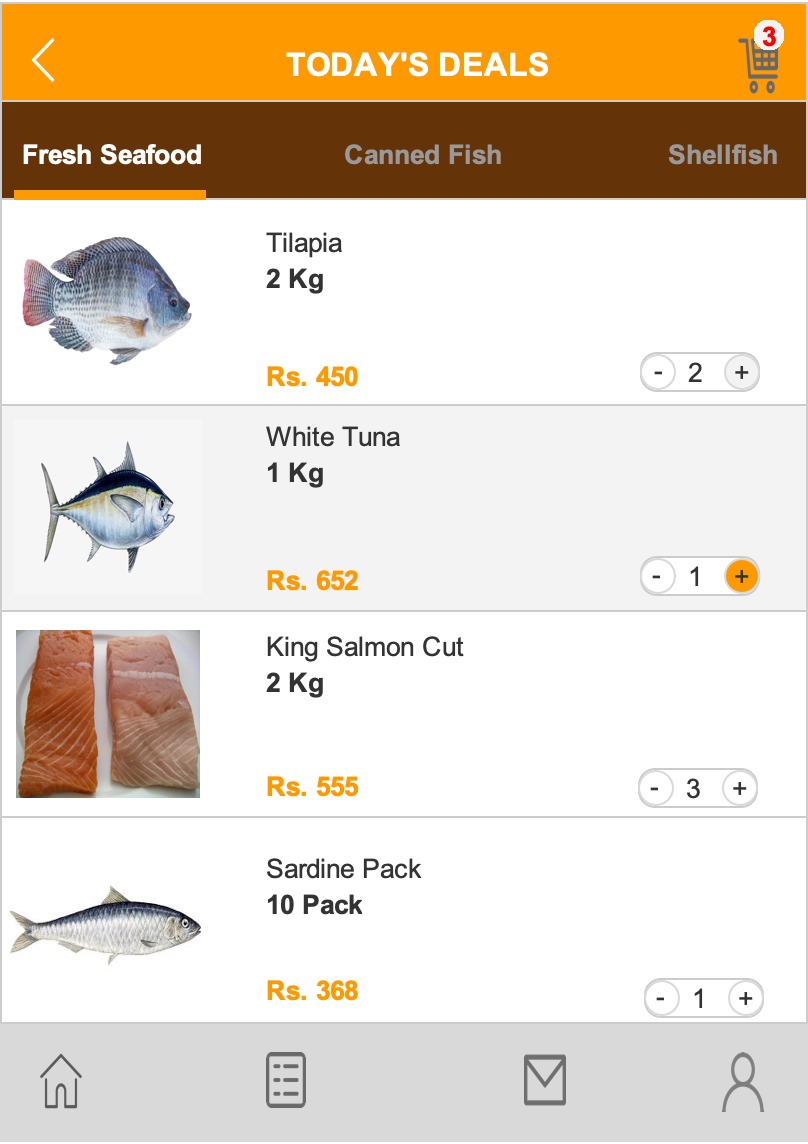 3
TODAY'S DEALS
Fresh Seafood Canned Fish Shellfish
Tilapia
2 Kg
Rs. 450
- 2 +
White Tuna
1 Kg
Rs. 652
- 1 +
King Salmon Cut
2 Kg
Rs. 555
- 3 +
Sardine Pack
10 Pack
Rs. 368
- 1 +